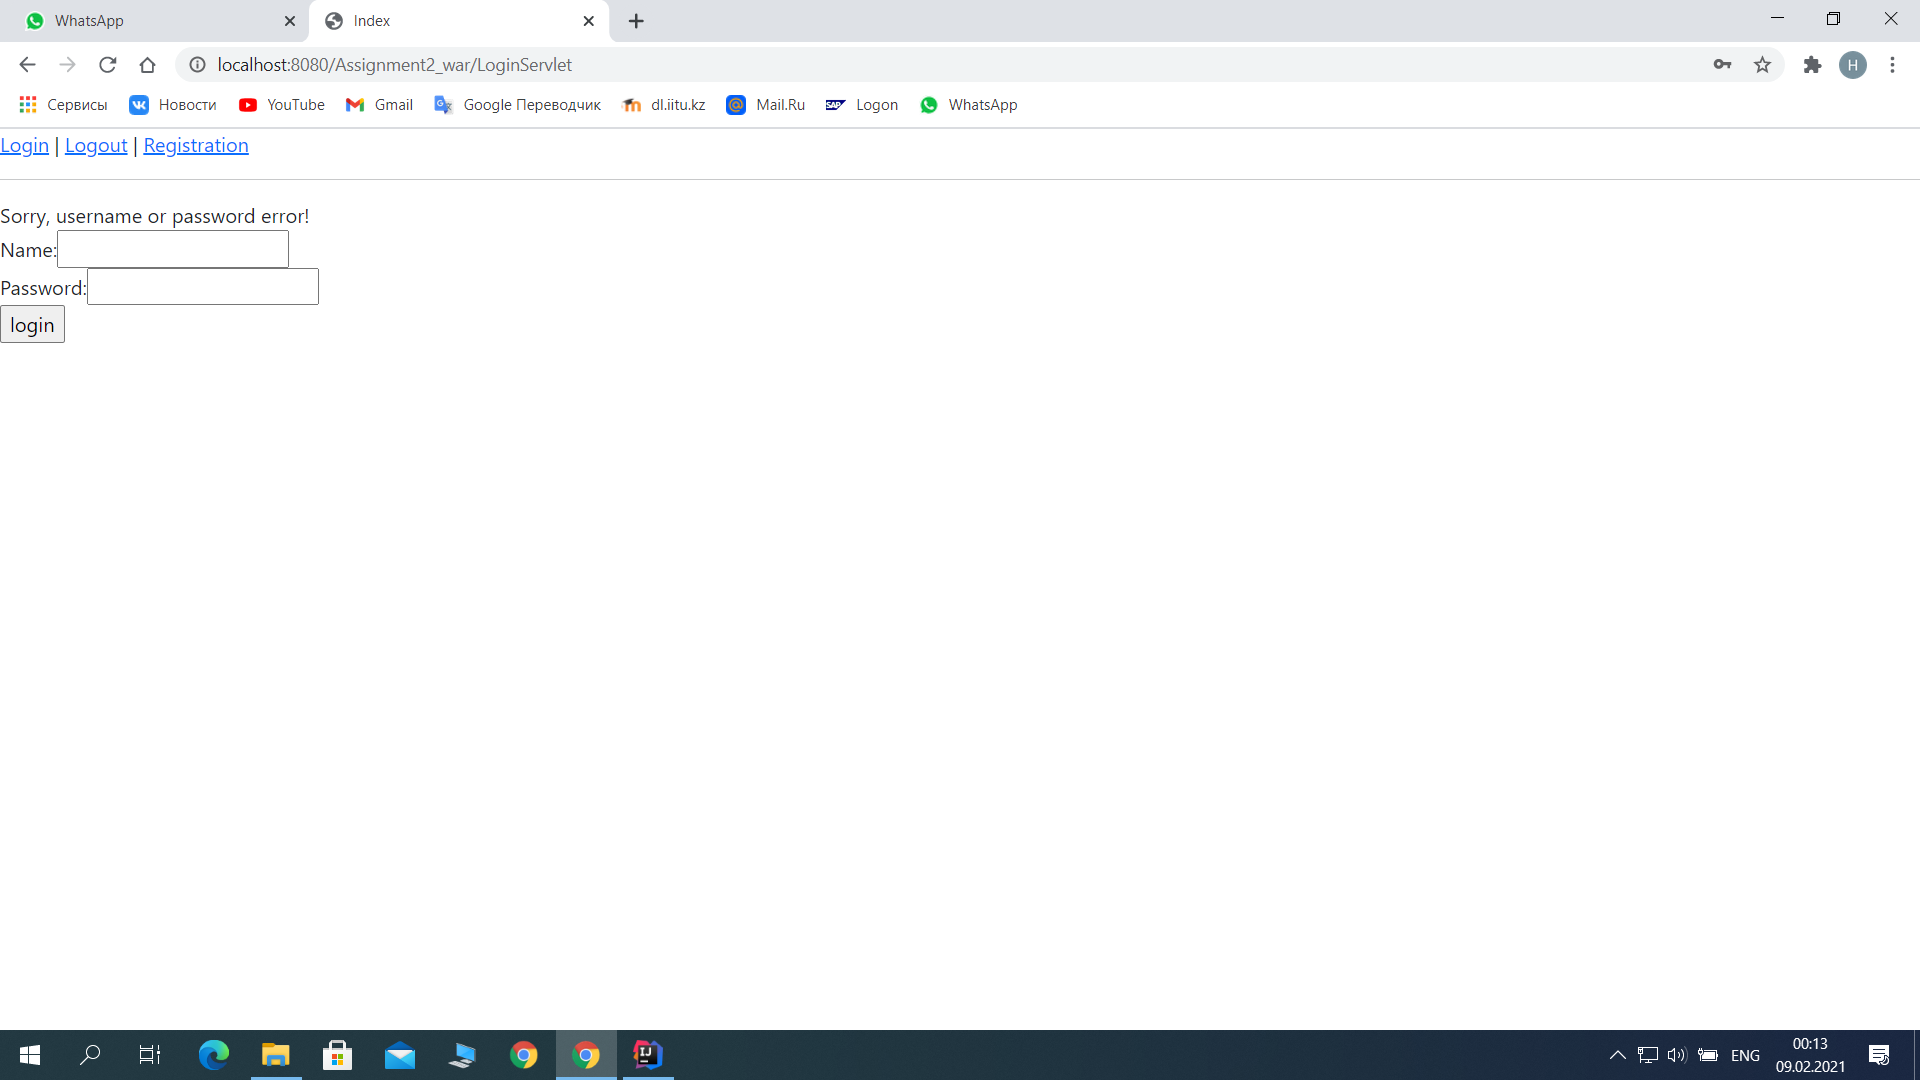 WhatsApp
Index
localhost:8080/Assignment2_war/LoginServlet
H
Сервисы Новости YouTube Gmail Google Переводчик dl.iitu.kz SAP Logon Mail.Ru WhatsApp
Login | Logout | Registration
Sorry, username or password error!
Name:
Password:
login
ENG
00:13
09.02.2021